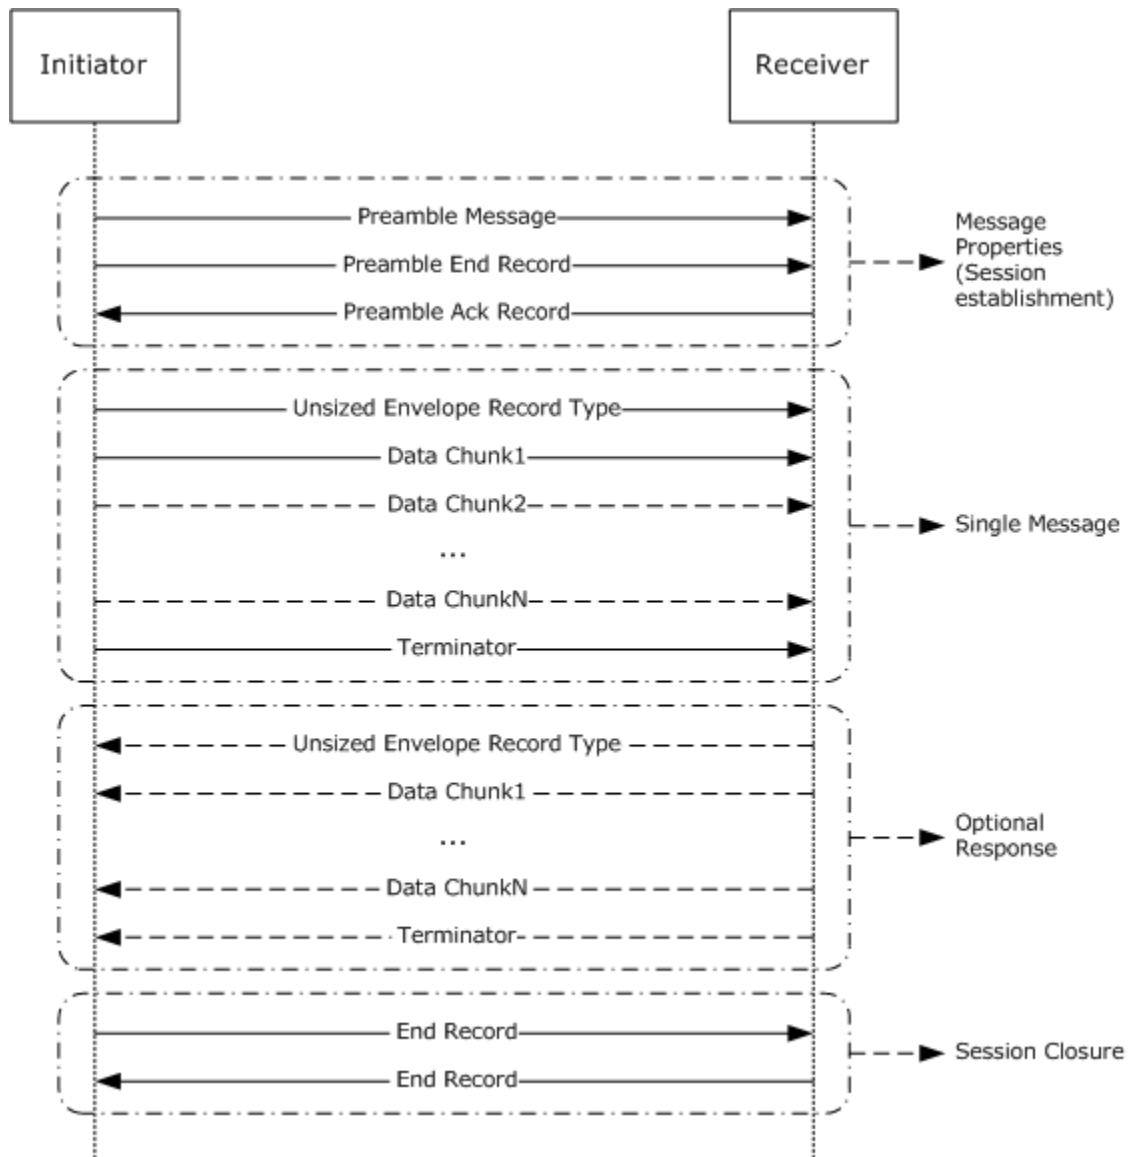 Initiator
Receiver
Preamble Message
Preamble End Record
Preamble Ack Record
Message
Properties
(Session
establishment)
Unsized Envelope Record Type
Data Chunk1
Data Chunk2
...
Data ChunkN
Terminator
Single Message
Unsized Envelope Record Type
Data Chunk1
...
Data ChunkN
Terminator
Optional
Response
End Record
End Record
Session Closure